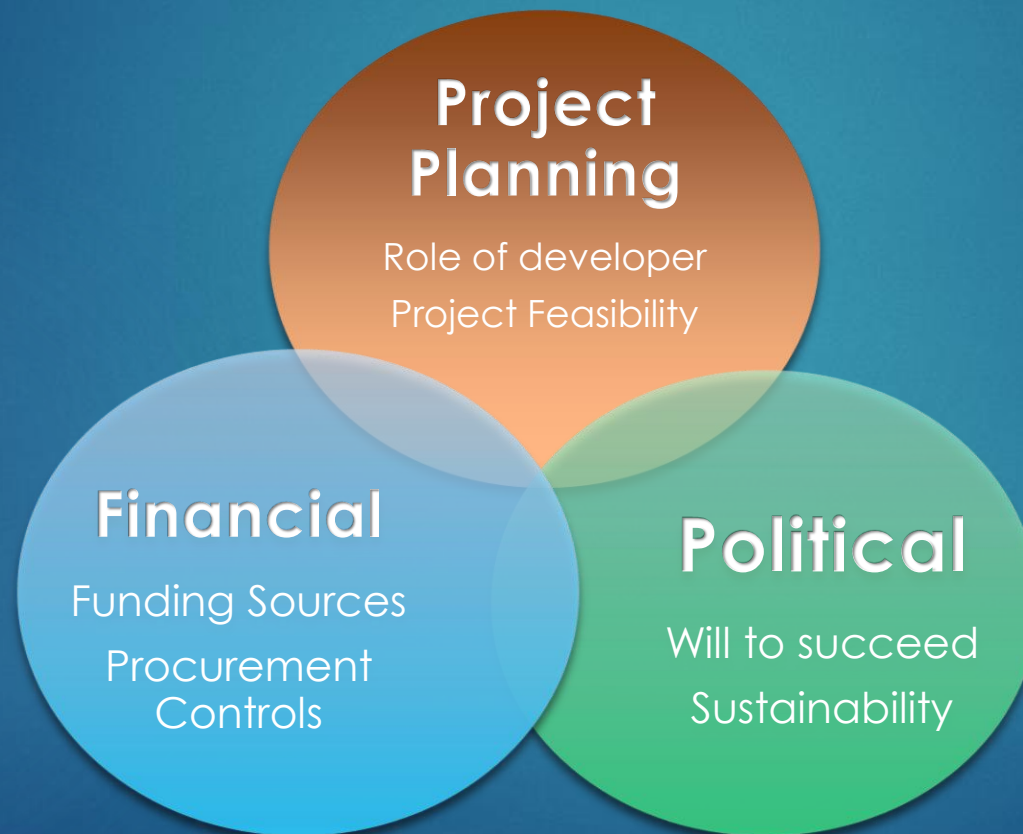 Project
Planning
Role of developer
Project Feasibility
Financial
Funding Sources
Procurement
Controls
Political
Will to succeed
Sustainability